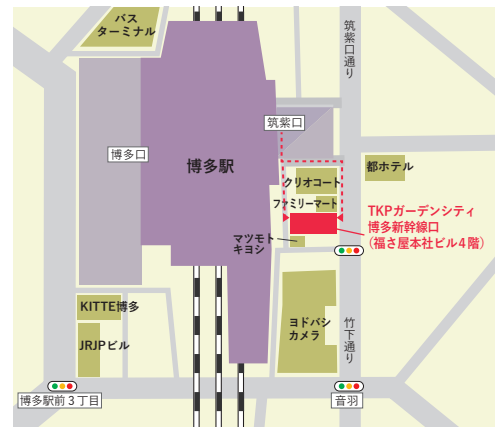 バス
ターミナル
筑紫口通り
筑紫口
博多口
博多駅
都ホテル
クリオコート
ファミリーマート
TKPガーデンシティ
博多新幹線口
(福さ屋本社ビル4階)
マツモト
キヨシ
KITTE博多
ヨドバシ
カメラ
竹下通り
JRJPビル
博多駅前3丁目
音羽